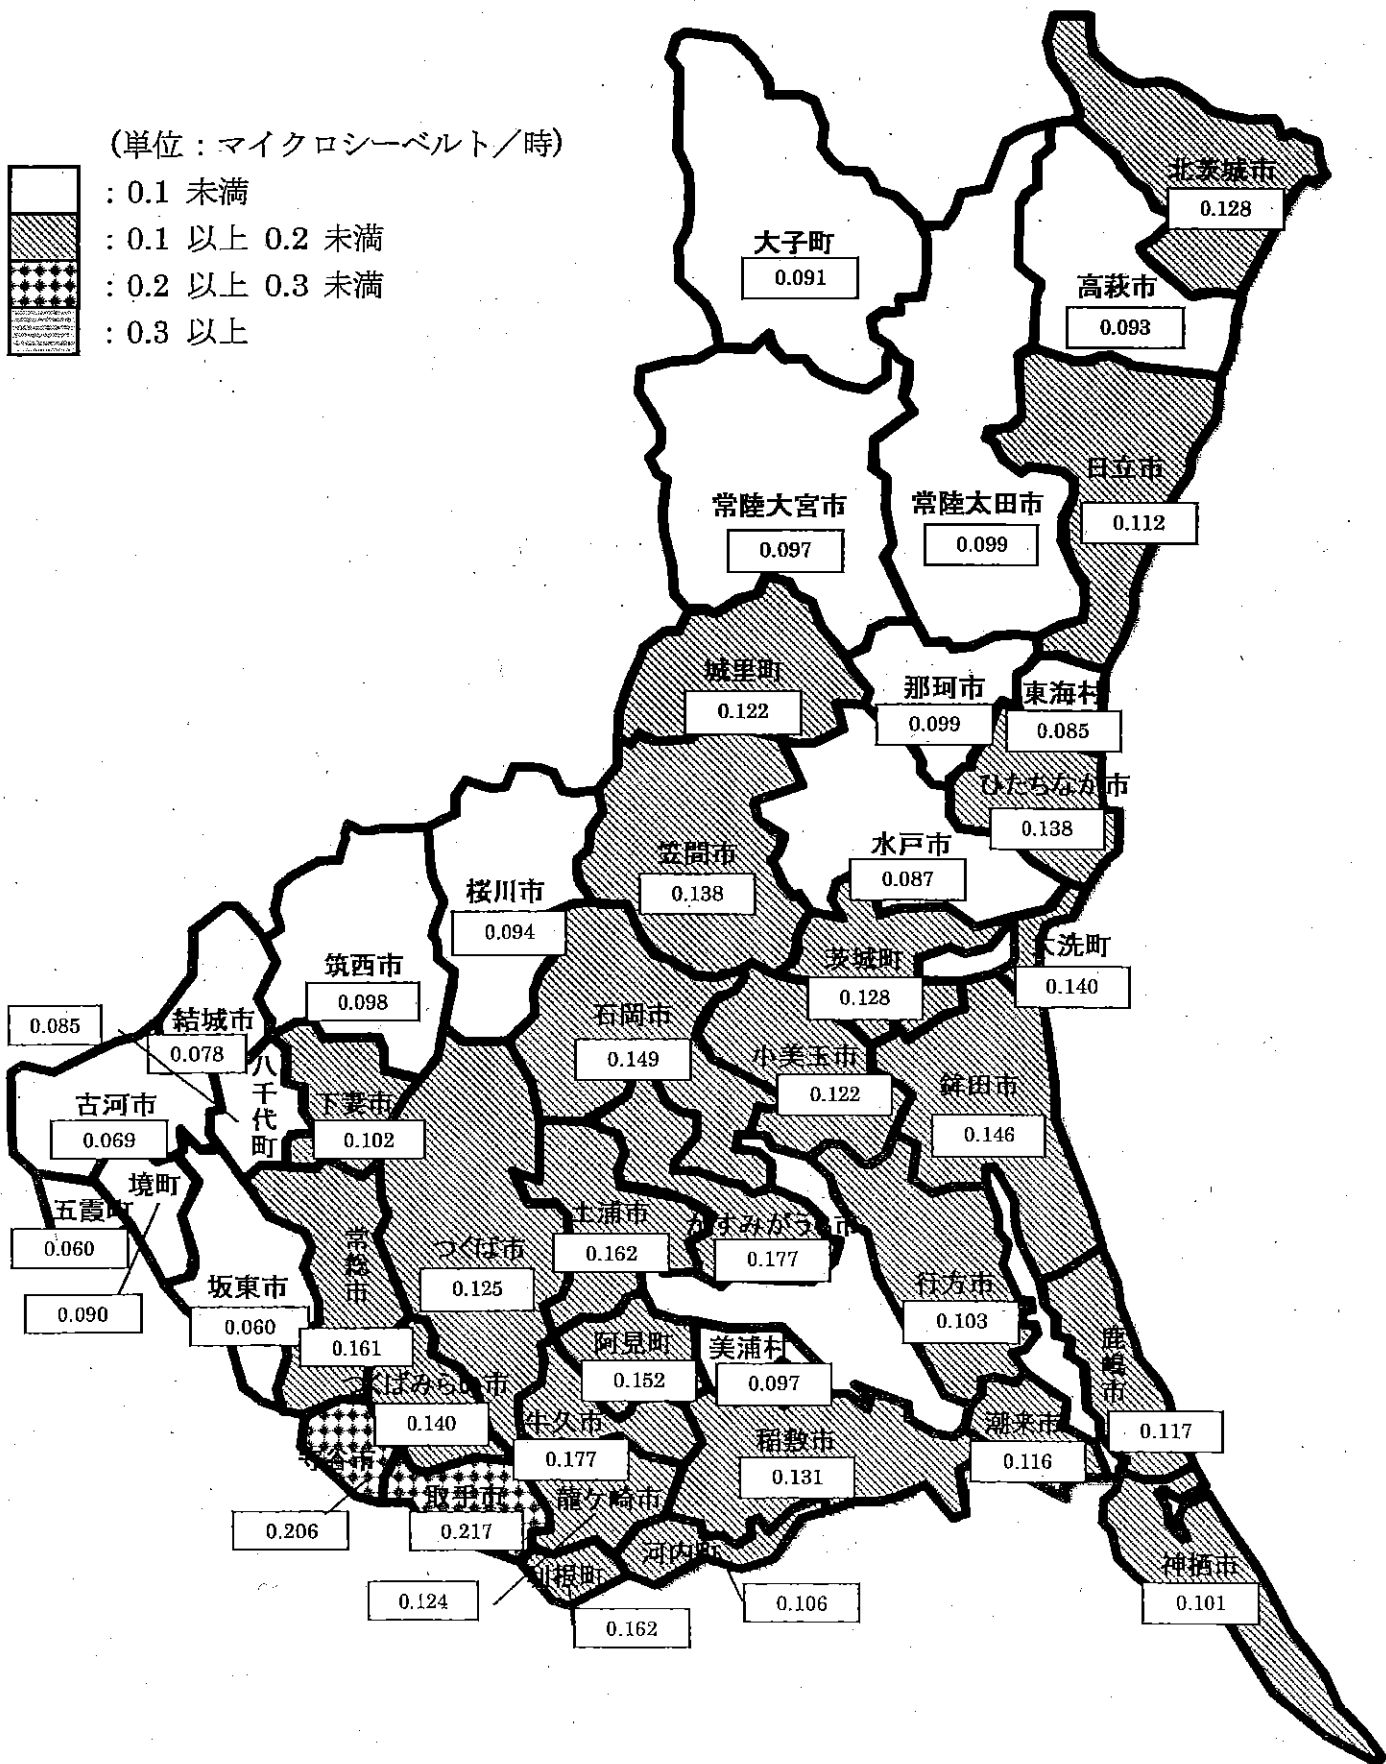 (単位：マイクロシーベルト／時)
：0.1 未満
：0.1 以上 0.2 未満
：0.2 以上 0.3 未満
：0.3 以上
北茨城市
0.128
大子町
0.091
高萩市
0.093
日立市
0.112
常陸大宮市
0.097
常陸太田市
0.099
城里町
0.122
那珂市
0.099
東海村
0.085
ひたちなか市
0.138
水戸市
0.087
笠間市
0.138
桜川市
0.094
筑西市
0.098
茨城町
0.128
大洗町
0.140
結城市
0.078
0.085
八千代町
石岡市
0.149
小美玉市
0.122
鉾田市
0.146
古河市
0.069
下妻市
0.102
境町
五霞町
0.060
0.090
坂東市
0.060
常総市
0.161
つくば市
0.125
土浦市
0.162
かすみがうら市
0.177
行方市
0.103
鹿嶋市
0.117
阿見町
0.152
美浦村
0.097
つくばみらい市
0.140
牛久市
0.177
稲敷市
0.131
潮来市
0.116
守谷市
0.206
取手市
0.217
龍ケ崎市
0.124
利根町
0.162
河内町
0.106
神栖市
0.101